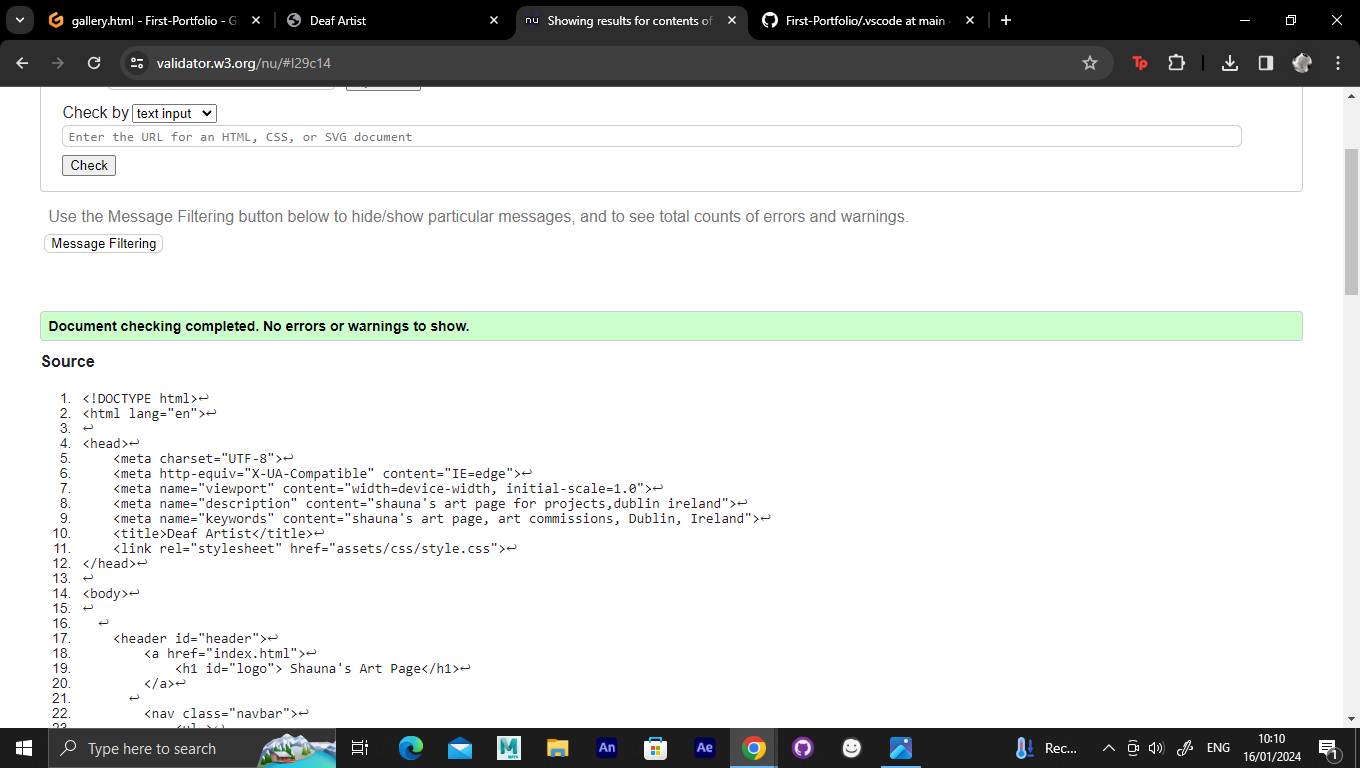 gallery.html - First-Portfolio - Gi
Deaf Artist
Showing results for contents of
First-Portfolio/.vscode at main
validator.w3.org/nu/#l29c14
Tp
Check by text input
Enter the URL for an HTML, CSS, or SVG document
Check
Use the Message Filtering button below to hide/show particular messages, and to see total counts of errors and warnings.
Message Filtering
Document checking completed. No errors or warnings to show.
Source
1. <!DOCTYPE html>↩
2. <html lang="en">↩
3. ↩
4. <head>↩
5. <meta charset="UTF-8">↩
6. <meta http-equiv="X-UA-Compatible" content="IE=edge">↩
7. <meta name="viewport" content="width=device-width, initial-scale=1.0">↩
8. <meta name="description" content="shauna's art page for projects,dublin ireland">↩
9. <meta name="keywords" content="shauna's art page, art commissions, Dublin, Ireland">↩
10. <title>Deaf Artist</title>↩
11. <link rel="stylesheet" href="assets/css/style.css">↩
12. </head>↩
13. ↩
14. <body>↩
15. ↩
16. ↩
17. <header id="header">↩
18. <a href="index.html">↩
19. <h1 id="logo"> Shauna's Art Page</h1>↩
20. </a>↩
21. ↩
22. <nav class="navbar">↩
23. <ul >↩
Type here to search
M
An
Ae
Rec...
ENG
10:10
16/01/2024
1